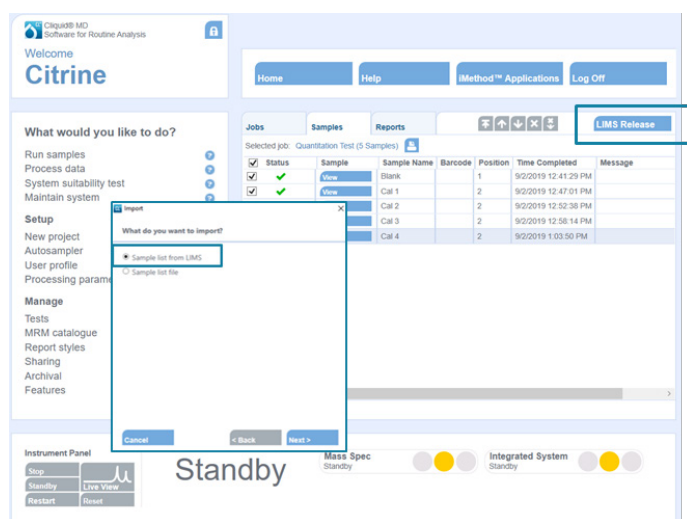 Cliquid® MD
Software for Routine Analysis
Welcome
Citrine
Home
Help
iMethod™ Applications
Log Off
What would you like to do?
Run samples
Process data
System suitability test
Maintain system
Setup
New project
Autosampler
User profile
Processing parame
Manage
Tests
MRM catalogue
Report styles
Sharing
Archival
Features
Jobs
Samples
Reports
LIMS Release
Selected job: Quantitation Test (5 Samples)
Status Sample Sample Name Barcode Position Time Completed Message
View Blank 1 9/2/2019 12:41:29 PM
View Cal 1 2 9/2/2019 12:47:01 PM
Cal 2 2 9/2/2019 12:52:38 PM
Cal 3 2 9/2/2019 12:58:14 PM
Cal 4 2 9/2/2019 1:03:50 PM
Import
What do you want to import?
Sample list from LIMS
Sample list file
Cancel
< Back
Next >
Instrument Panel
Stop
Standby
Live View
Restart
Reset
Standby
Mass Spec
Standby
Integrated System
Standby